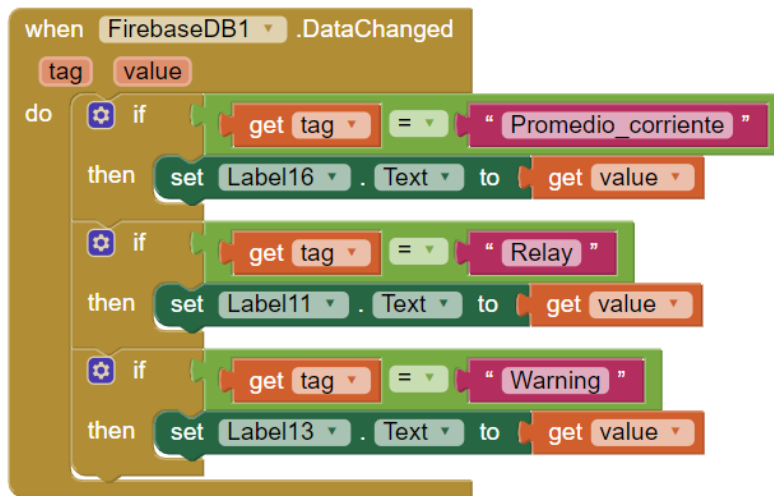 when FirebaseDB1 .DataChanged
tag value
do if get tag = “ Promedio_corriente ”
then set Label16 . Text to get value
if get tag = “ Relay ”
then set Label11 . Text to get value
if get tag = “ Warning ”
then set Label13 . Text to get value